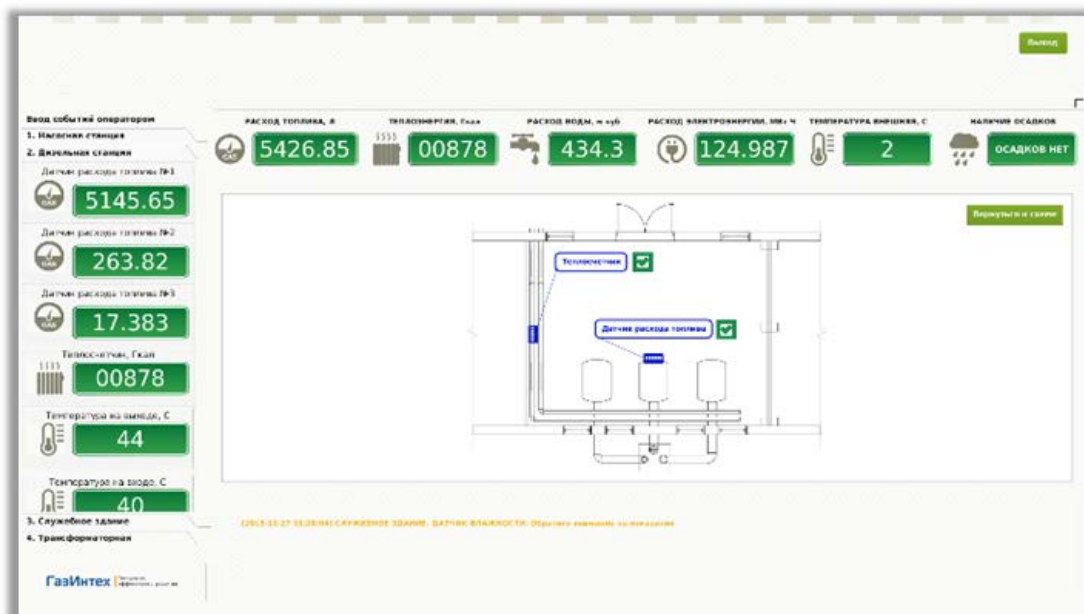 Выход
Ввод событий оператором
1. Насосная станция
2. Дизельная станция
Датчик расхода топлива №1
5145.65
Датчик расхода топлива №2
263.82
Датчик расхода топлива №3
17.383
Теплосчетчик, Гкал
00878
Температура на выходе, С
44
Температура на входе, С
40
3. Служебное здание
4. Трансформаторная
ГазИнтех
РАСХОД ТОПЛИВА, Л
5426.85
ТЕПЛОЭНЕРГИЯ, Гкал
00878
РАСХОД ВОДЫ, м куб
434.3
РАСХОД ЭЛЕКТРОЭНЕРГИИ, МВт Ч
124.987
ТЕМПЕРАТУРА ВНЕШНЯЯ, С
2
НАЛИЧИЕ ОСАДКОВ
ОСАДКОВ НЕТ
Вернуться к схеме
Теплосчетчик
Датчик расхода топлива
СЛУЖЕБНОЕ ЗДАНИЕ. ДАТЧИК ВЛАЖНОСТИ: Обратите внимание на показания